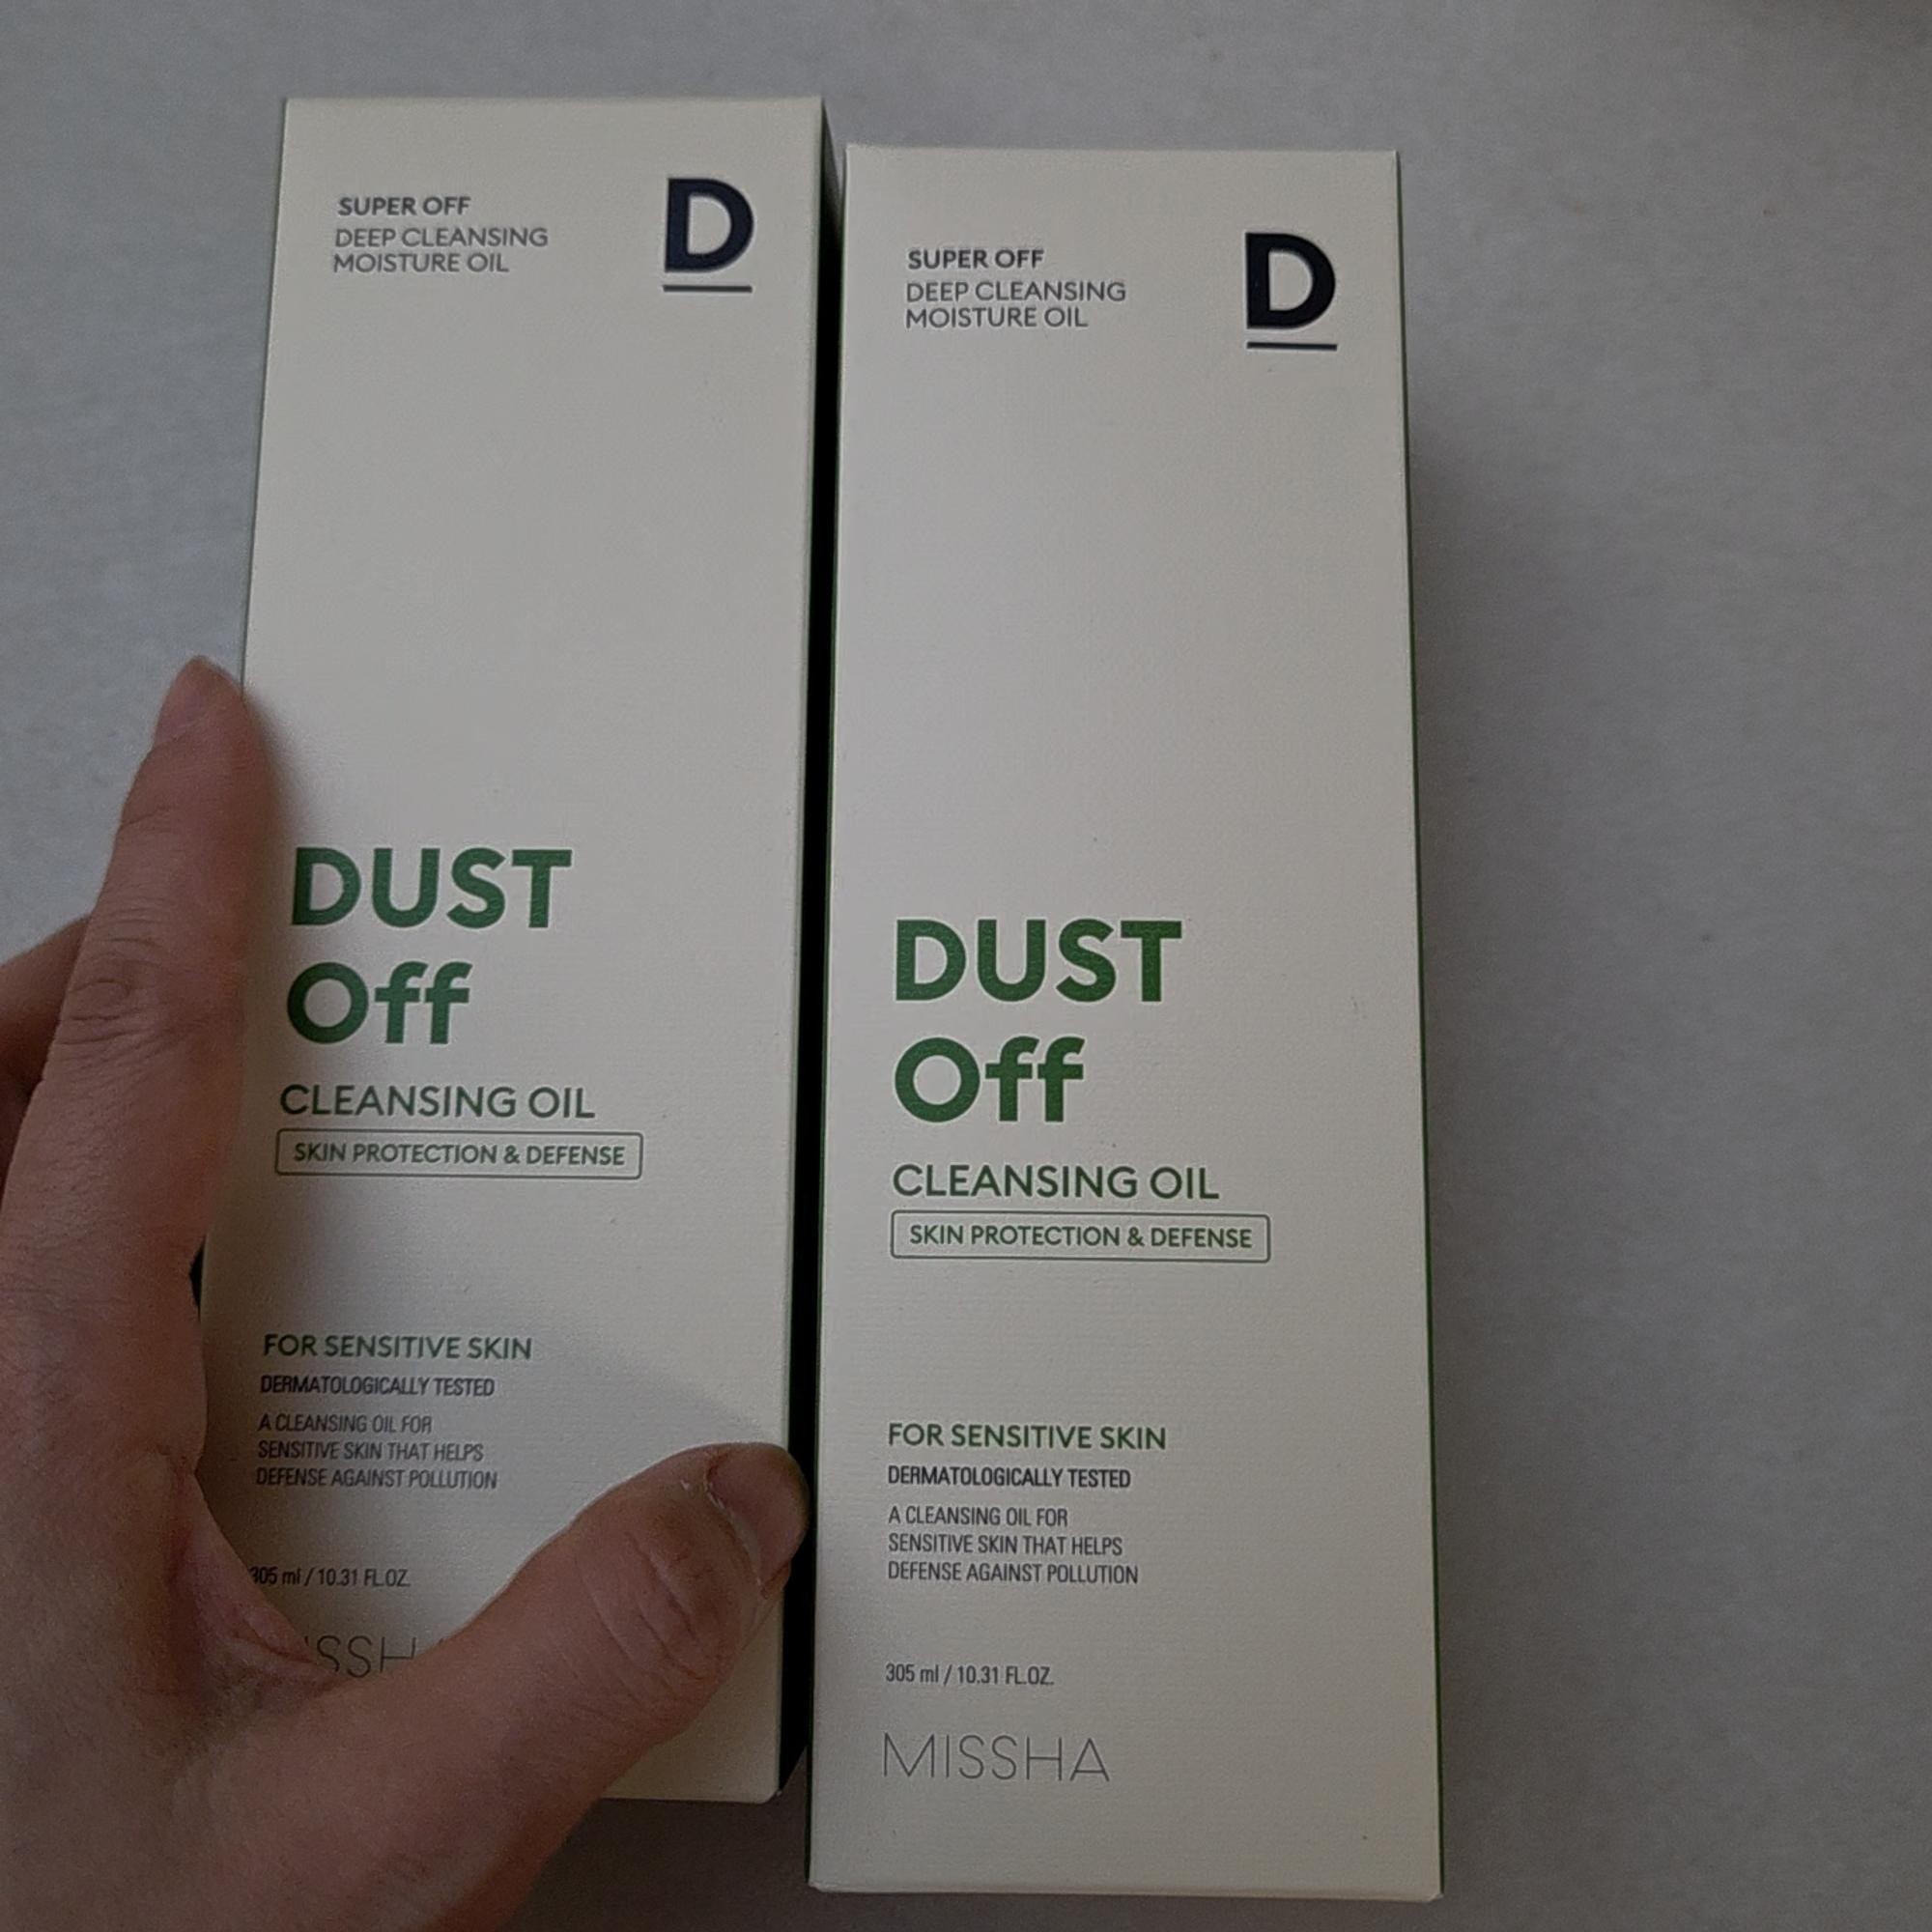 SUPER OFF
DEEP CLEANSING
MOISTURE OIL
D
DUST
Off
CLEANSING OIL
SKIN PROTECTION & DEFENSE
FOR SENSITIVE SKIN
DERMATOLOGICALLY TESTED
A CLEANSING OIL FOR
SENSITIVE SKIN THAT HELPS
DEFENSE AGAINST POLLUTION
305 ml / 10.31 FL.OZ.
SUPER OFF
DEEP CLEANSING
MOISTURE OIL
D
DUST
Off
CLEANSING OIL
SKIN PROTECTION & DEFENSE
FOR SENSITIVE SKIN
DERMATOLOGICALLY TESTED
A CLEANSING OIL FOR
SENSITIVE SKIN THAT HELPS
DEFENSE AGAINST POLLUTION
305 ml / 10.31 FL.OZ.
MISSHA